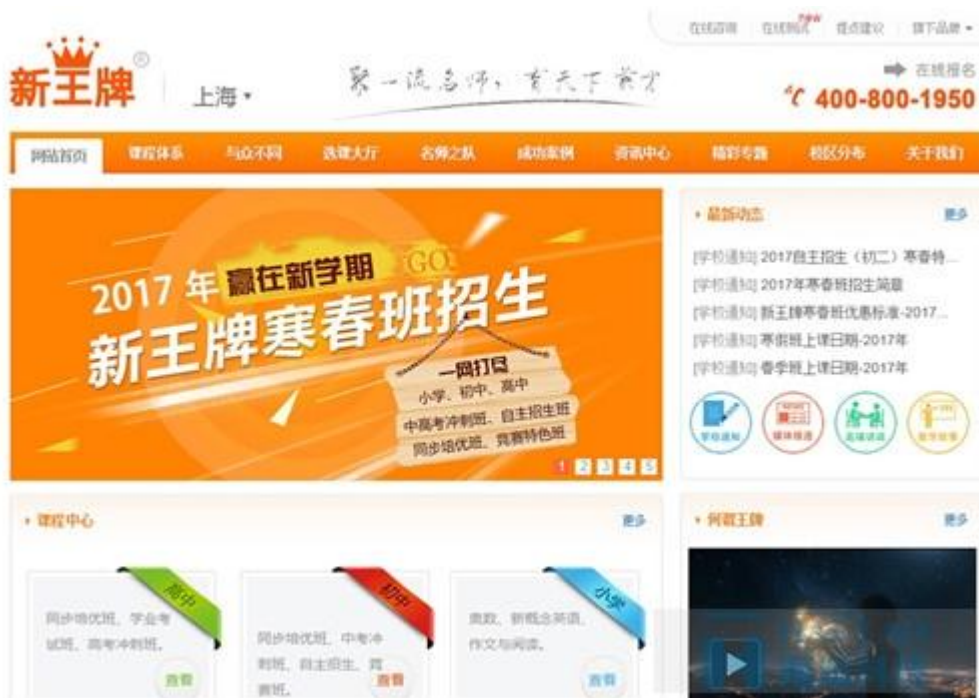 在线咨询 在线测试 new 提点建议 旗下品牌
新王牌®
上海
聚一流名师，育天下英才
在线报名
400-800-1950
网站首页 课程体系 与众不同 选课大厅 名师之队 成功案例 资讯中心 精彩专题 校区分布 关于我们
2017年 赢在新学期 GO
新王牌寒春班招生
一网打尽
小学、初中、高中
中高考冲刺班、自主招生班
同步培优班、竞赛特色班
1 2 3 4 5
最新动态 更多
[学校通知] 2017自主招生（初二）寒春特...
[学校通知] 2017年寒春班招生简章
[学校通知] 新王牌寒春班优惠标准-2017...
[学校通知] 寒假班上课日期-2017年
[学校通知] 春季班上课日期-2017年
学校通知 媒体报道
课程中心 更多
高中
同步培优班、学业考
试班、高考冲刺班。
查看
初中
同步培优班、中考冲
刺班、自主招生、竞
赛班。
查看
小学
奥数、新概念英语、
作文与阅读。
查看
何谓王牌 更多